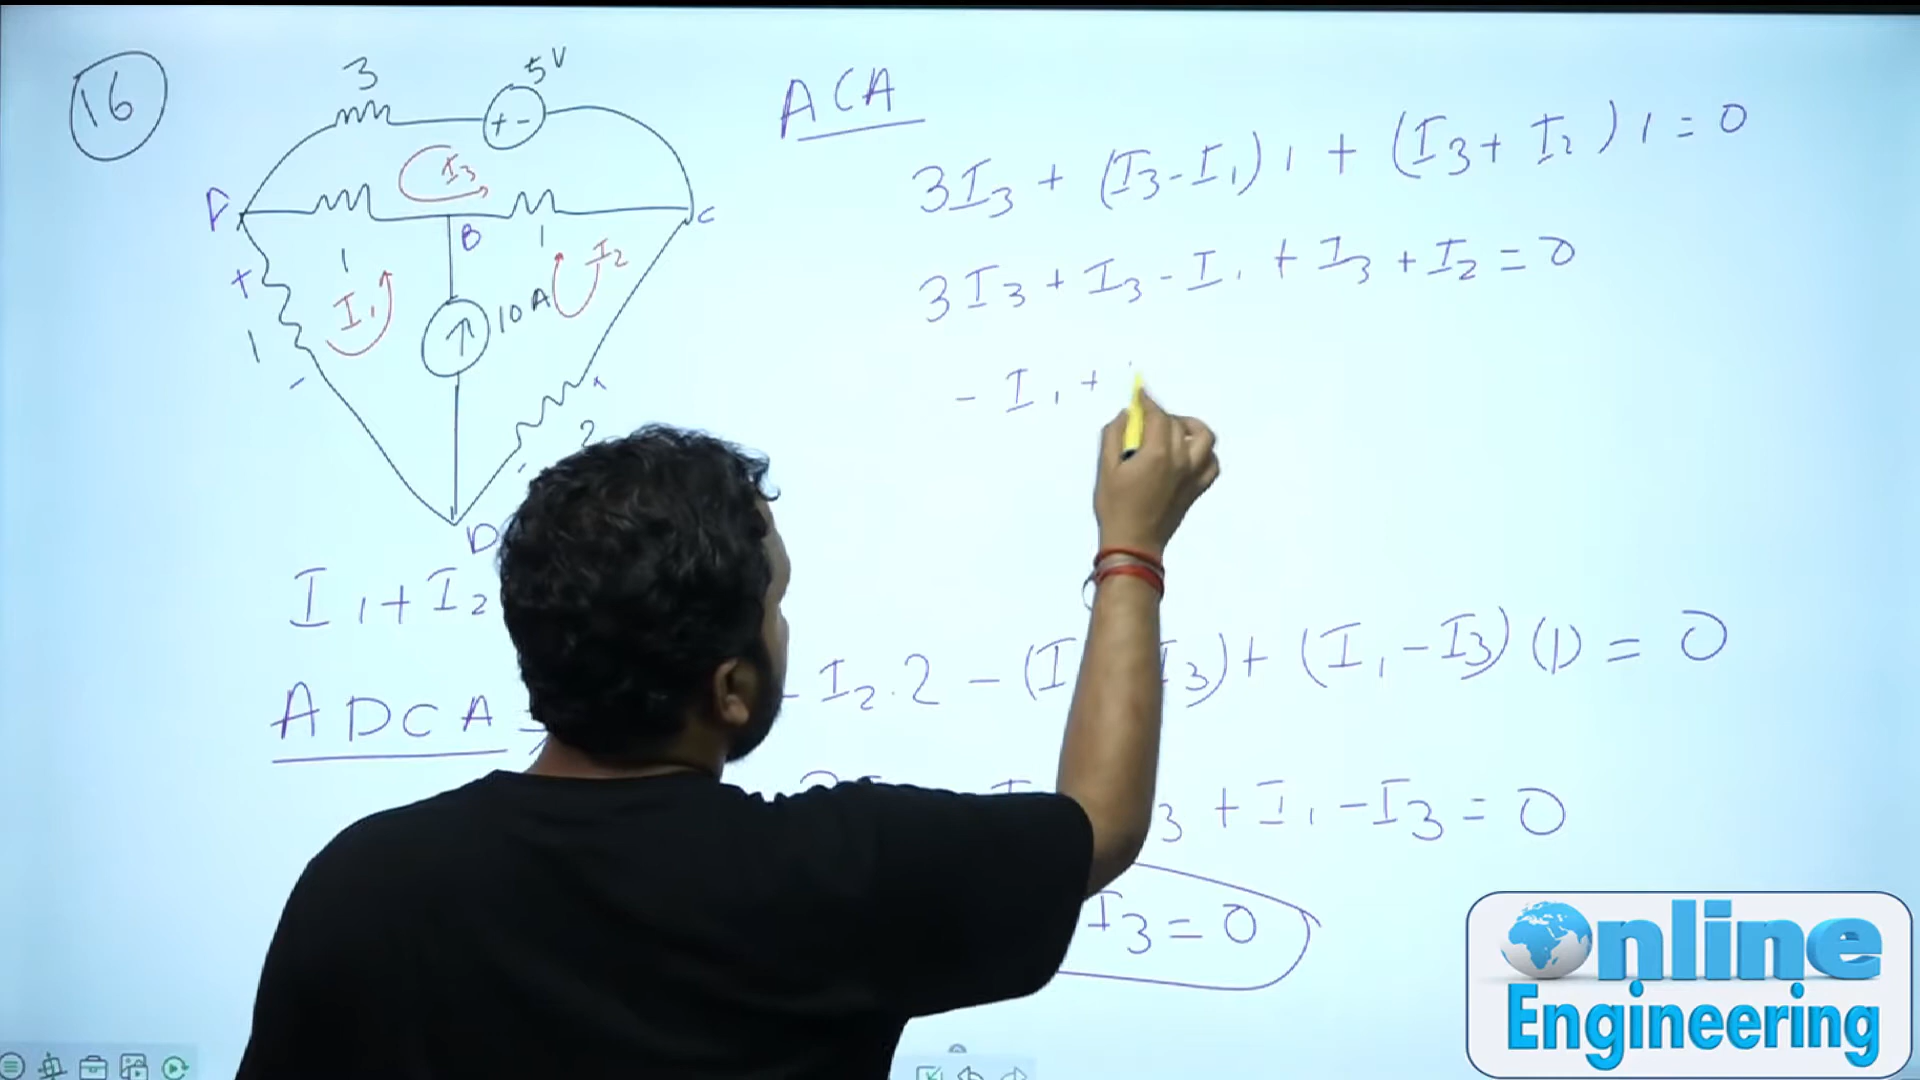 16
3
5V
+ -
I3
A
B
C
1
1
+
I1
1
-
10A
I2
+
2
-
D
I1+I2
ADCA
- I2.2 - (I I3) + (I1 - I3)(1) = 0
3 + I1 - I3 = 0
I3 = 0
ACA
3I3 + (I3-I1)1 + (I3+I2)1=0
3I3 + I3 - I1 + I3 + I2 = 0
- I1 +
Online
Engineering